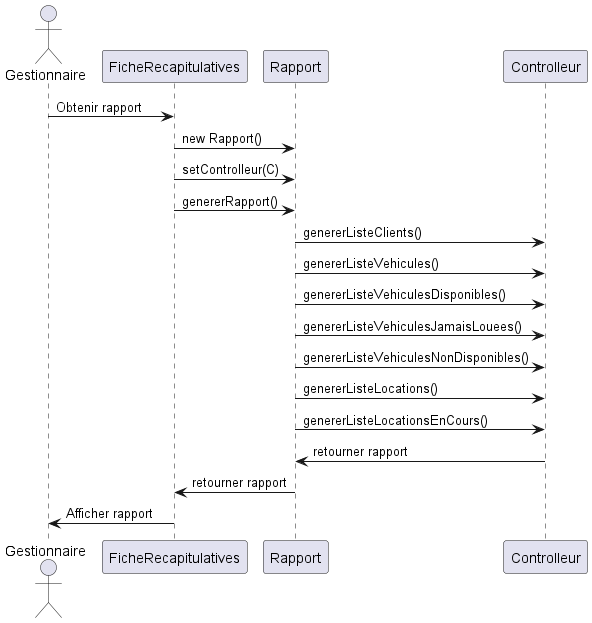 Gestionnaire
FicheRecapitulatives
Rapport
Controlleur
Obtenir rapport
new Rapport()
setControlleur(C)
genererRapport()
genererListeClients()
genererListeVehicules()
genererListeVehiculesDisponibles()
genererListeVehiculesJamaisLouees()
genererListeVehiculesNonDisponibles()
genererListeLocations()
genererListeLocationsEnCours()
retourner rapport
retourner rapport
Afficher rapport
Gestionnaire
FicheRecapitulatives
Rapport
Controlleur